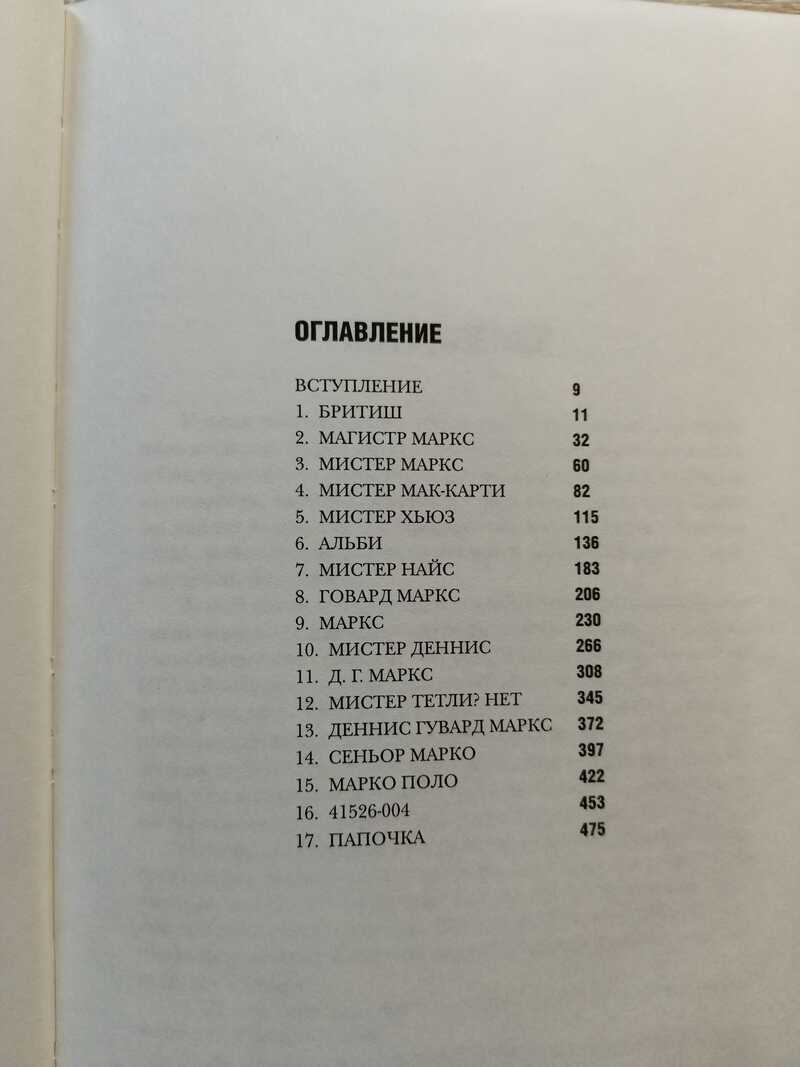 ОГЛАВЛЕНИЕ
ВСТУПЛЕНИЕ 9
1. БРИТИШ 11
2. МАГИСТР МАРКС 32
3. МИСТЕР МАРКС 60
4. МИСТЕР МАК-КАРТИ 82
5. МИСТЕР ХЬЮЗ 115
6. АЛЬБИ 136
7. МИСТЕР НАЙС 183
8. ГОВАРД МАРКС 206
9. МАРКС 230
10. МИСТЕР ДЕННИС 266
11. Д. Г. МАРКС 308
12. МИСТЕР ТЕТЛИ? НЕТ 345
13. ДЕННИС ГУВАРД МАРКС 372
14. СЕНЬОР МАРКО 397
15. МАРКО ПОЛО 422
16. 41526-004 453
17. ПАПОЧКА 475